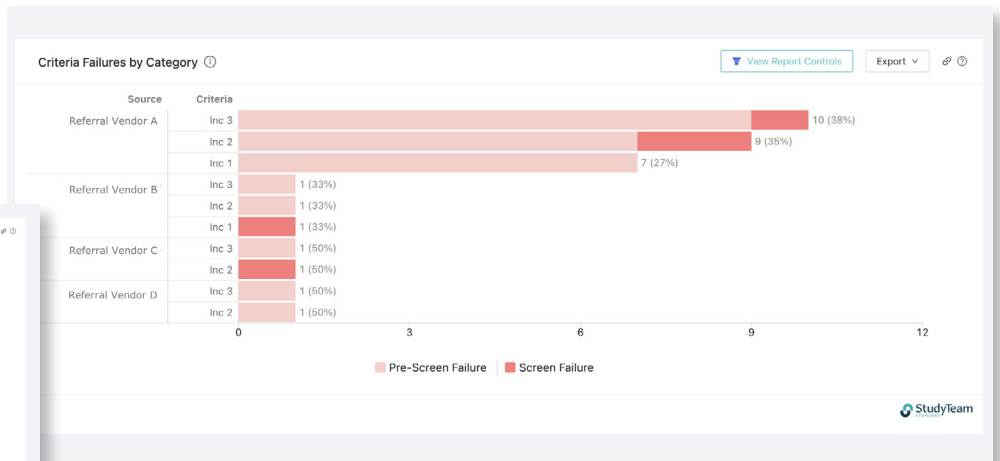 Criteria Failures by Category
View Report Controls
Export
Source Criteria
Referral Vendor A Inc 3 10 (38%)
Inc 2 9 (35%)
Inc 1 7 (27%)
Referral Vendor B Inc 3 1 (33%)
Inc 2 1 (33%)
Inc 1 1 (33%)
Referral Vendor C Inc 3 1 (50%)
Inc 2 1 (50%)
Referral Vendor D Inc 3 1 (50%)
Inc 2 1 (50%)
0 3 6 9 12
Pre-Screen Failure Screen Failure
StudyTeam
SPONSORS